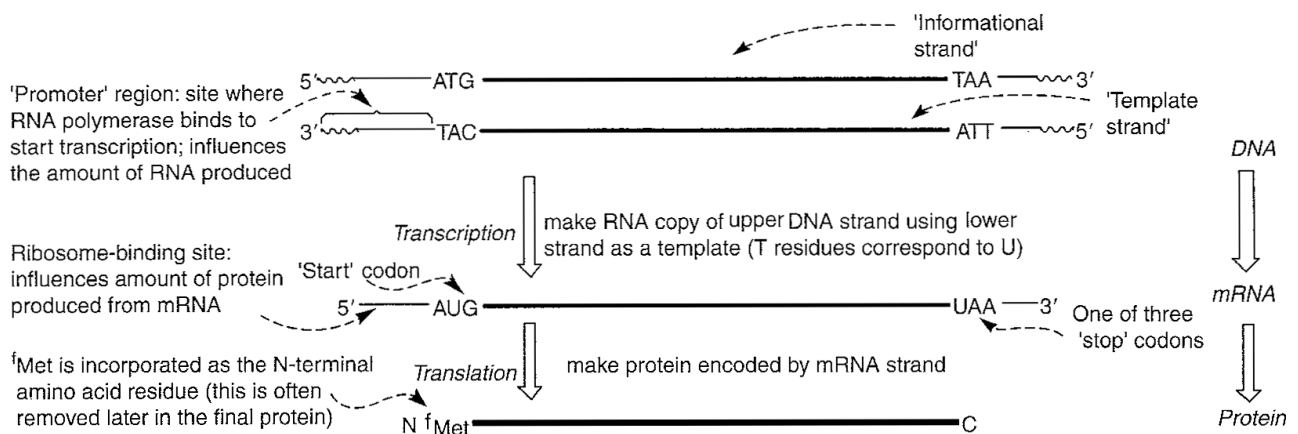 'Informational
strand'
5′ ATG TAA 3′
'Promoter' region: site where
RNA polymerase binds to
start transcription; influences
the amount of RNA produced
'Template
strand'
3′ TAC ATT 5′
DNA
Transcription
make RNA copy of upper DNA strand using lower
strand as a template (T residues correspond to U)
Ribosome-binding site:
influences amount of protein
produced from mRNA
'Start' codon
5′ AUG UAA 3′
mRNA
One of three
'stop' codons
fMet is incorporated as the N-terminal
amino acid residue (this is often
removed later in the final protein)
Translation
make protein encoded by mRNA strand
N fMet C
Protein